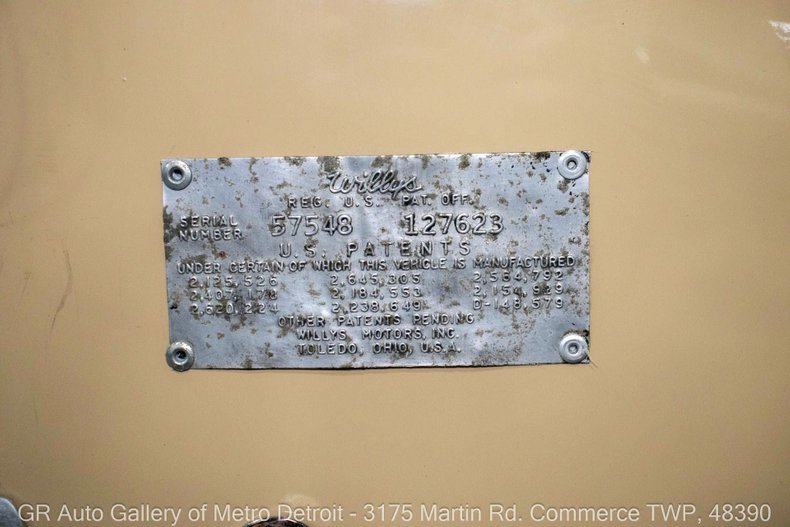 Willys
REG. U.S. PAT. OFF.
SERIAL NUMBER 57548 127623
U.S. PATENTS
UNDER CERTAIN OF WHICH THIS VEHICLE IS MANUFACTURED
2,125,526 2,645,305 2,564,792
2,407,178 2,184,553 2,154,929
2,620,224 2,238,649 D-148,579
OTHER PATENTS PENDING
WILLYS MOTORS, INC.
TOLEDO, OHIO, U.S.A.
GR Auto Gallery of Metro Detroit - 3175 Martin Rd. Commerce TWP, 48390